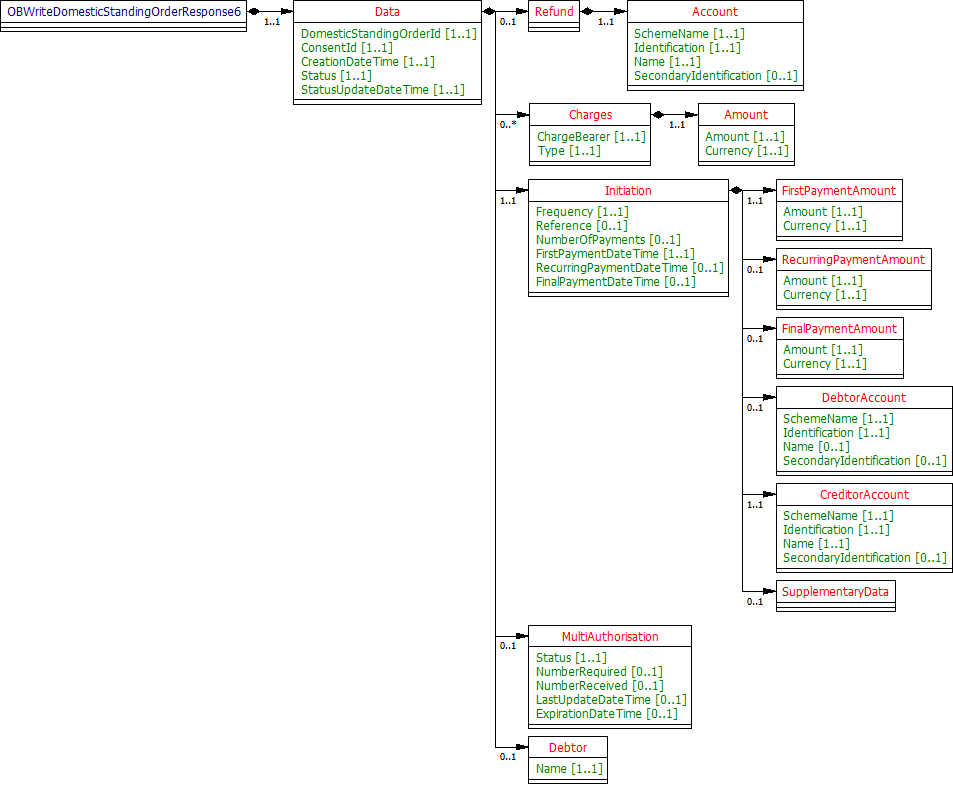 OBWriteDomesticStandingOrderResponse6
1..1
Data
DomesticStandingOrderId [1..1]
ConsentId [1..1]
CreationDateTime [1..1]
Status [1..1]
StatusUpdateDateTime [1..1]
0..1
Refund
1..1
Account
SchemeName [1..1]
Identification [1..1]
Name [1..1]
SecondaryIdentification [0..1]
0..*
Charges
ChargeBearer [1..1]
Type [1..1]
1..1
Amount
Amount [1..1]
Currency [1..1]
1..1
Initiation
Frequency [1..1]
Reference [0..1]
NumberOfPayments [0..1]
FirstPaymentDateTime [1..1]
RecurringPaymentDateTime [0..1]
FinalPaymentDateTime [0..1]
1..1
FirstPaymentAmount
Amount [1..1]
Currency [1..1]
0..1
RecurringPaymentAmount
Amount [1..1]
Currency [1..1]
0..1
FinalPaymentAmount
Amount [1..1]
Currency [1..1]
0..1
DebtorAccount
SchemeName [1..1]
Identification [1..1]
Name [0..1]
SecondaryIdentification [0..1]
1..1
CreditorAccount
SchemeName [1..1]
Identification [1..1]
Name [1..1]
SecondaryIdentification [0..1]
0..1
SupplementaryData
0..1
MultiAuthorisation
Status [1..1]
NumberRequired [0..1]
NumberReceived [0..1]
LastUpdateDateTime [0..1]
ExpirationDateTime [0..1]
0..1
Debtor
Name [1..1]